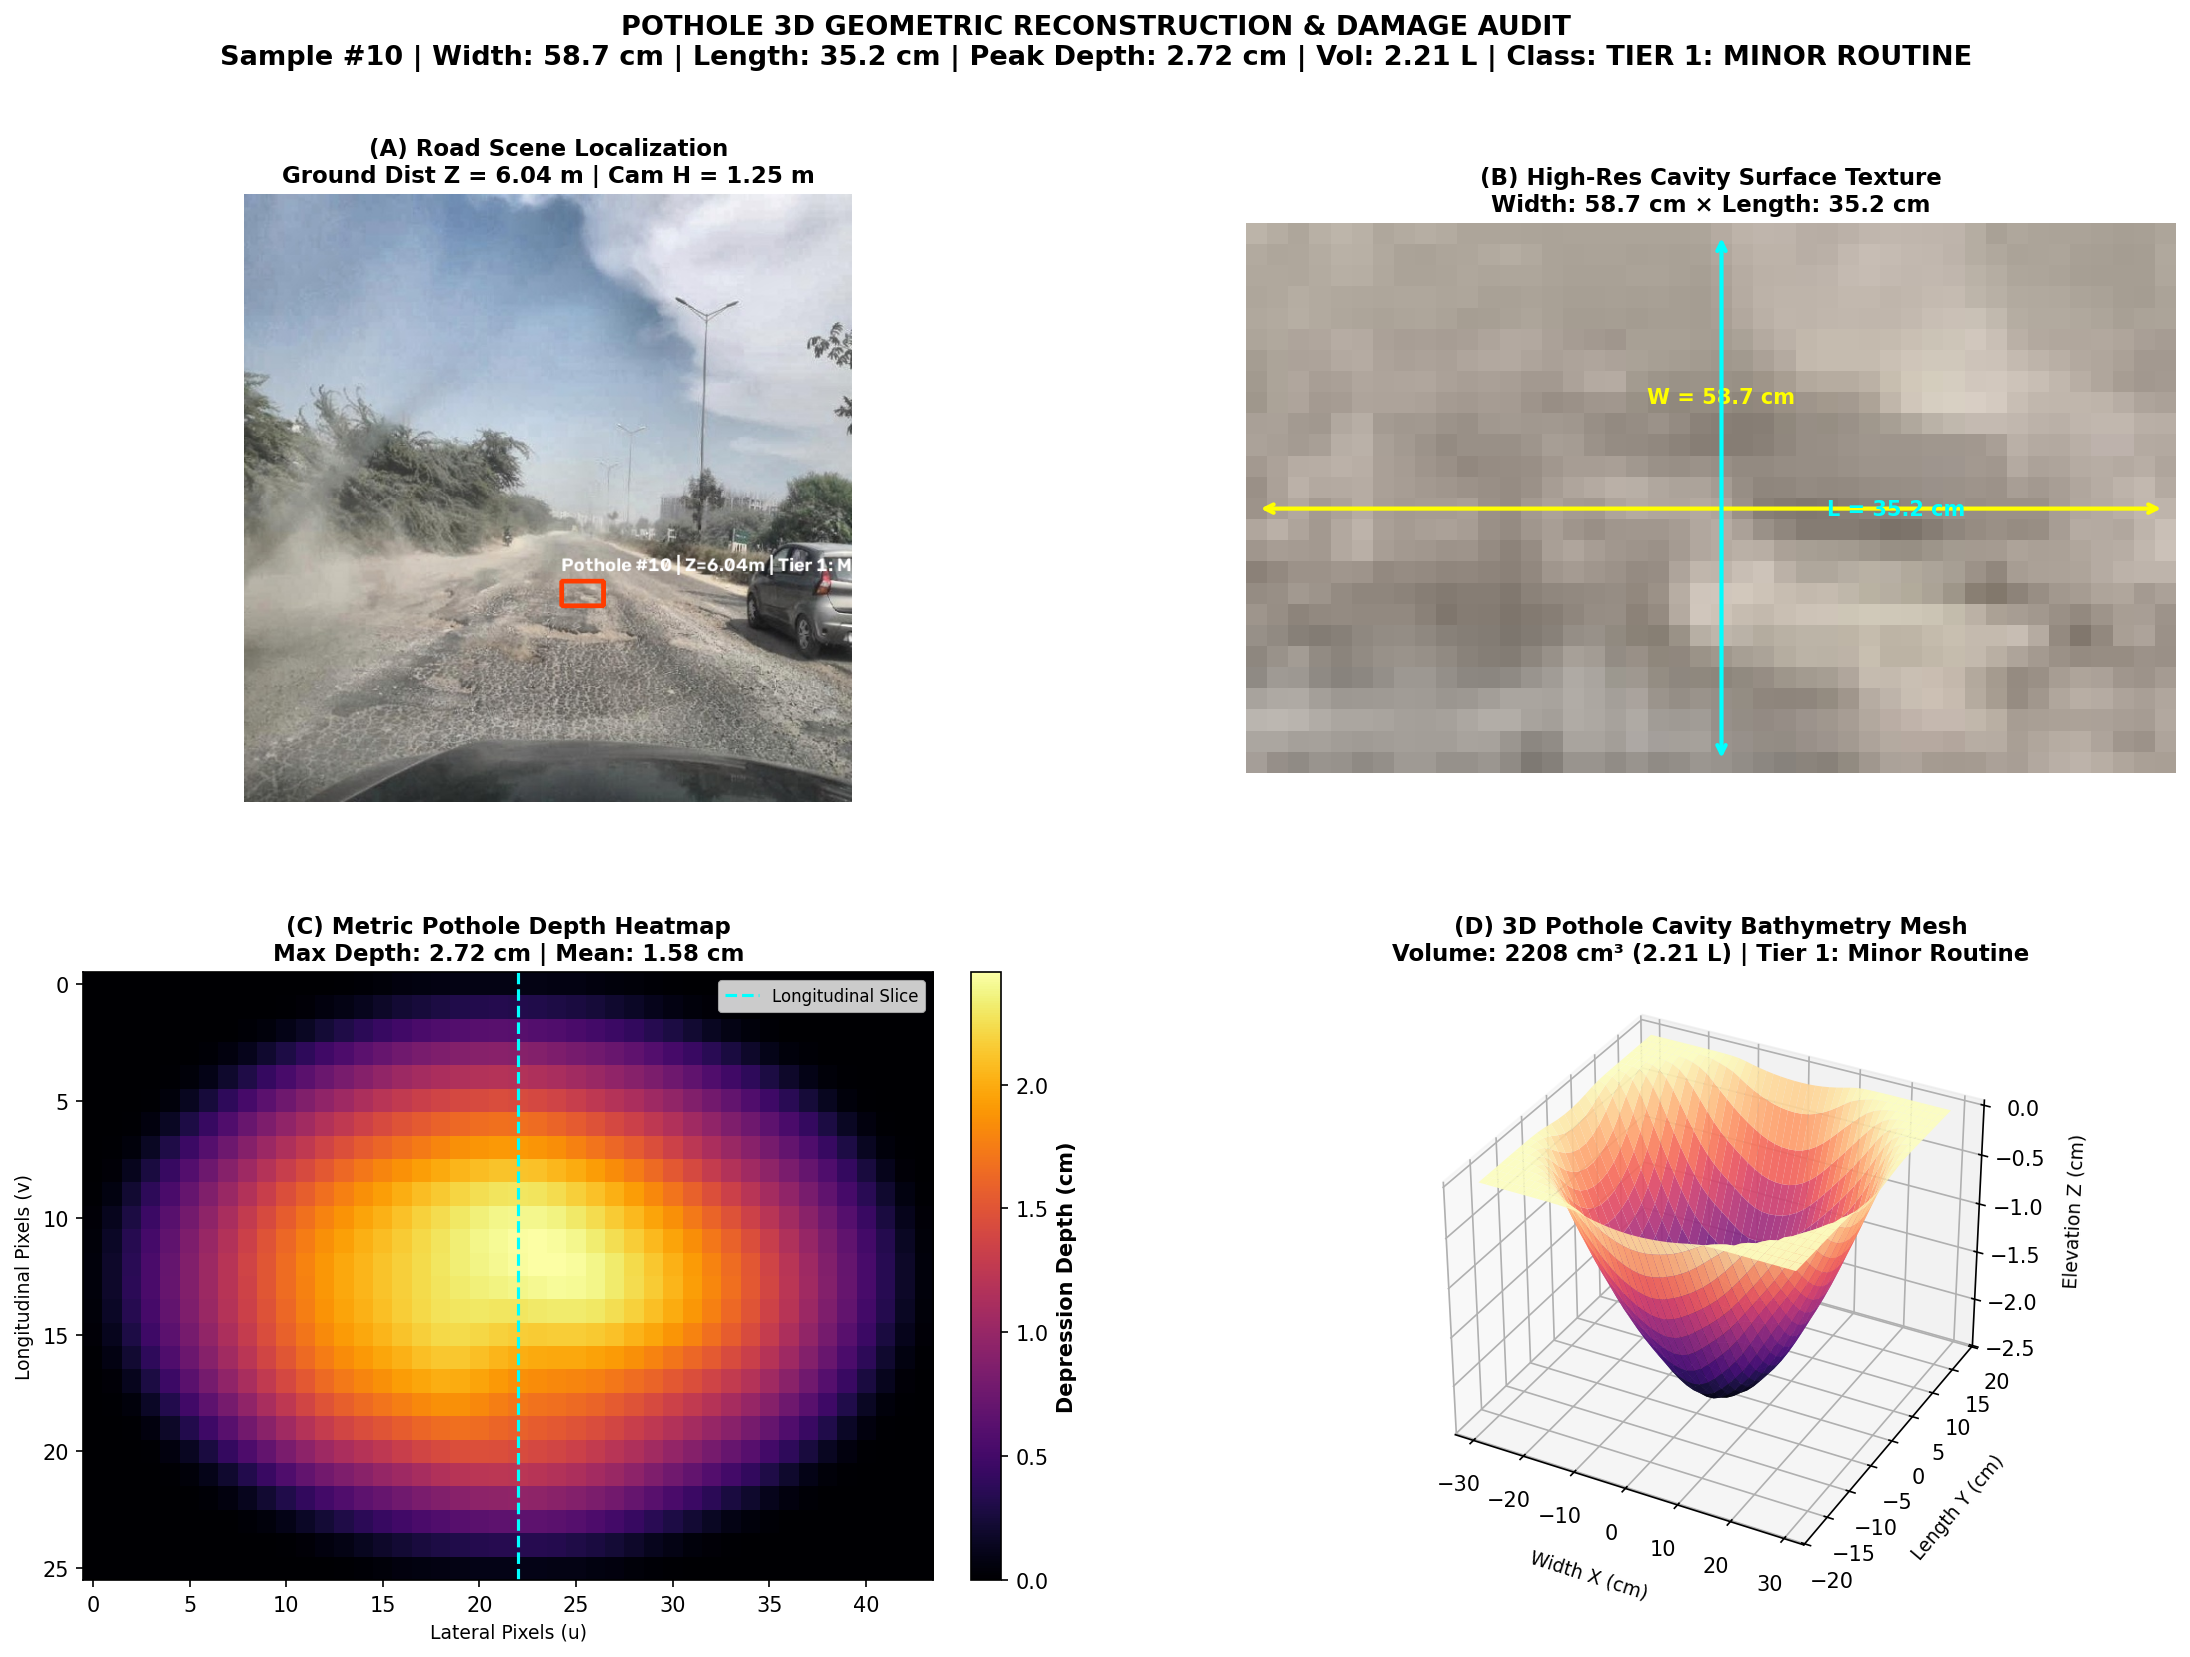 POTHOLE 3D GEOMETRIC RECONSTRUCTION & DAMAGE AUDIT
Sample #10 | Width: 58.7 cm | Length: 35.2 cm | Peak Depth: 2.72 cm | Vol: 2.21 L | Class: TIER 1: MINOR ROUTINE
(A) Road Scene Localization
Ground Dist Z = 6.04 m | Cam H = 1.25 m
Pothole #10 | Z=6.04m | Tier 1: M
(B) High-Res Cavity Surface Texture
Width: 58.7 cm × Length: 35.2 cm
W = 58.7 cm
L = 35.2 cm
(C) Metric Pothole Depth Heatmap
Max Depth: 2.72 cm | Mean: 1.58 cm
Longitudinal Slice
0
5
10
15
20
25
Longitudinal Pixels (v)
0 5 10 15 20 25 30 35 40
Lateral Pixels (u)
2.0
1.5
1.0
0.5
0.0
Depression Depth (cm)
(D) 3D Pothole Cavity Bathymetry Mesh
Volume: 2208 cm³ (2.21 L) | Tier 1: Minor Routine
0.0
−0.5
−1.0
−1.5
−2.0
−2.5
Elevation Z (cm)
20
15
10
5
0
−5
−10
−15
−20
Length Y (cm)
−30 −20 −10 0 10 20 30
Width X (cm)